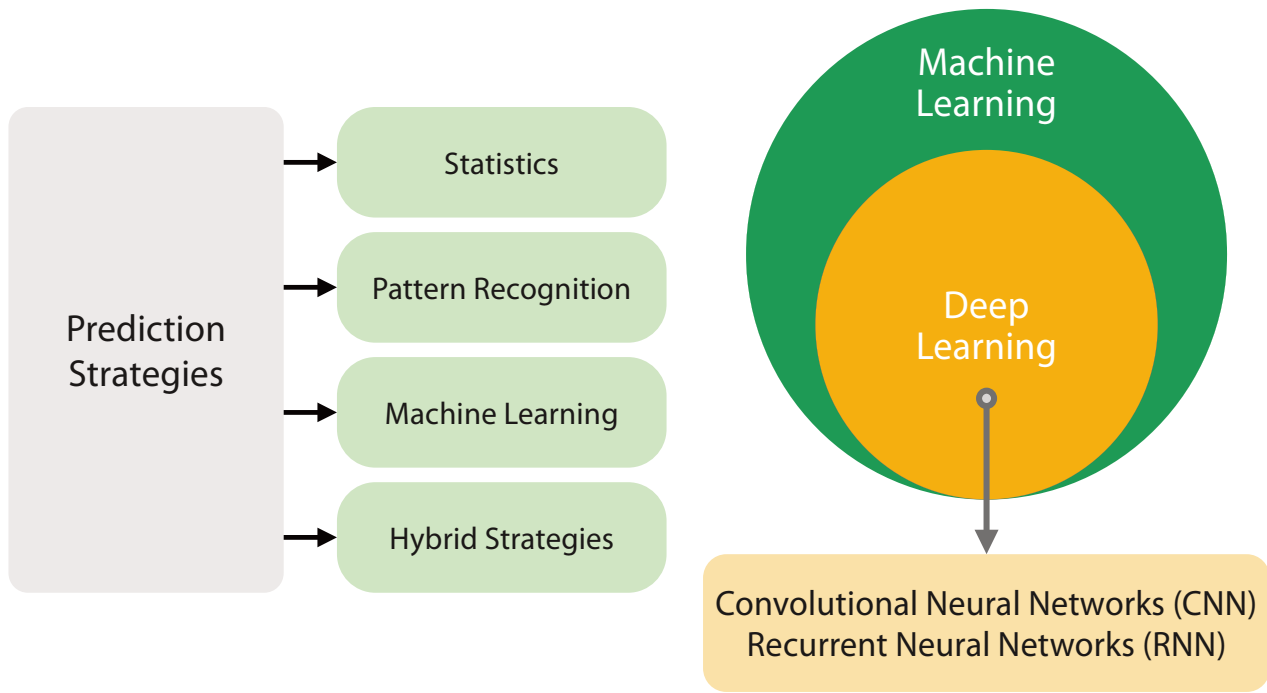 Prediction
Strategies
Statistics
Pattern Recognition
Machine Learning
Hybrid Strategies
Machine
Learning
Deep
Learning
Convolutional Neural Networks (CNN)
Recurrent Neural Networks (RNN)